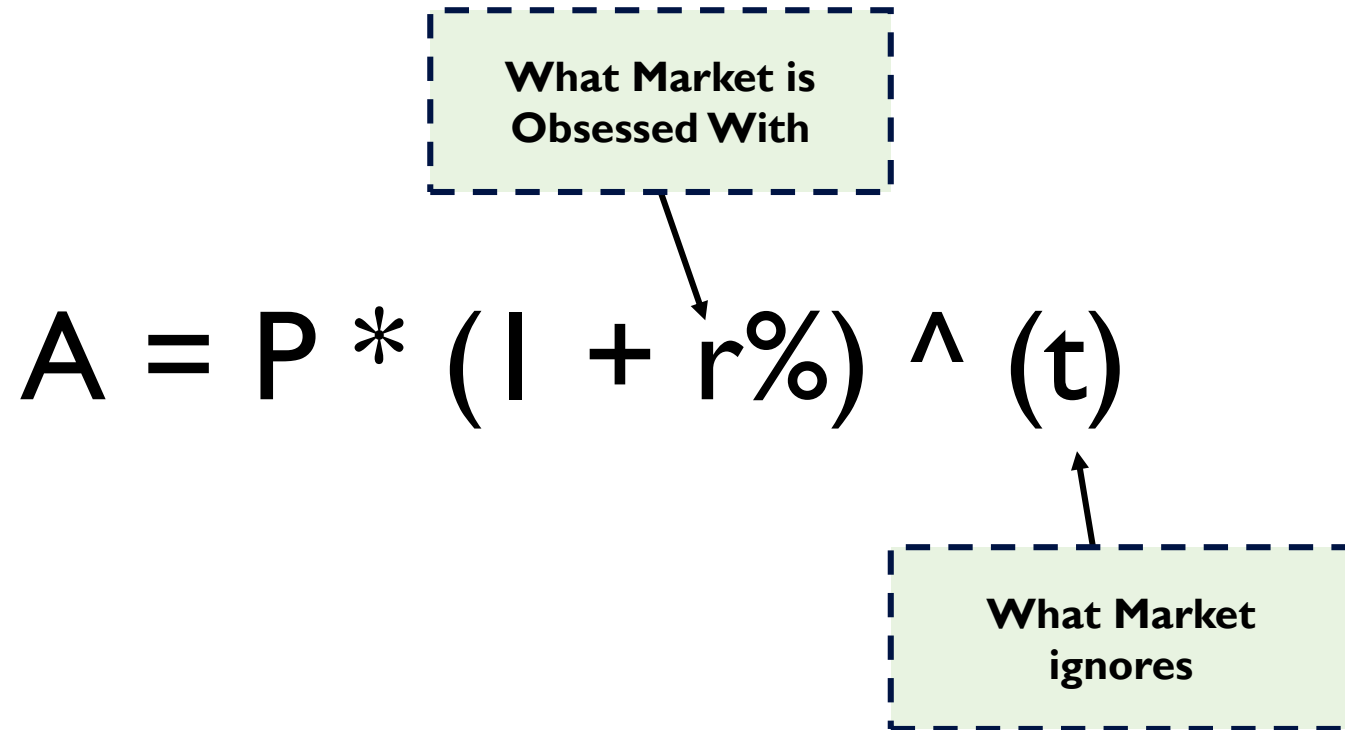 What Market is
Obsessed With
A = P * (1 + r%) ^ (t)
What Market
ignores